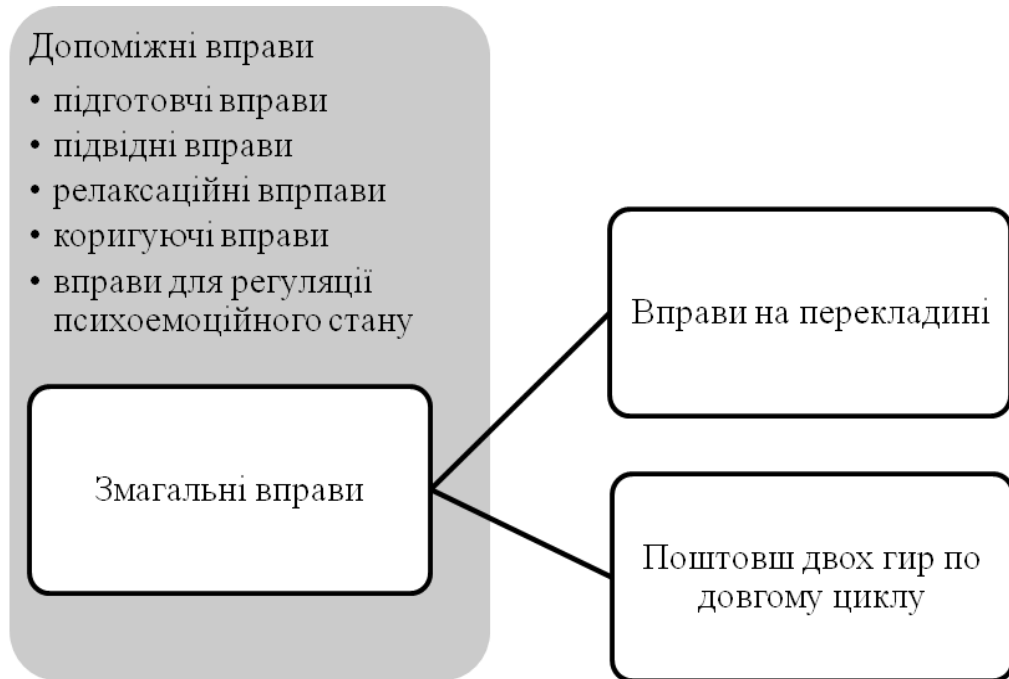 Допоміжні вправи
• підготовчі вправи
• підвідні вправи
• релаксаційні впрпави
• коригуючі вправи
• вправи для регуляції
психоемоційного стану
Змагальні вправи
Вправи на перекладині
Поштовш двох гир по
довгому циклу